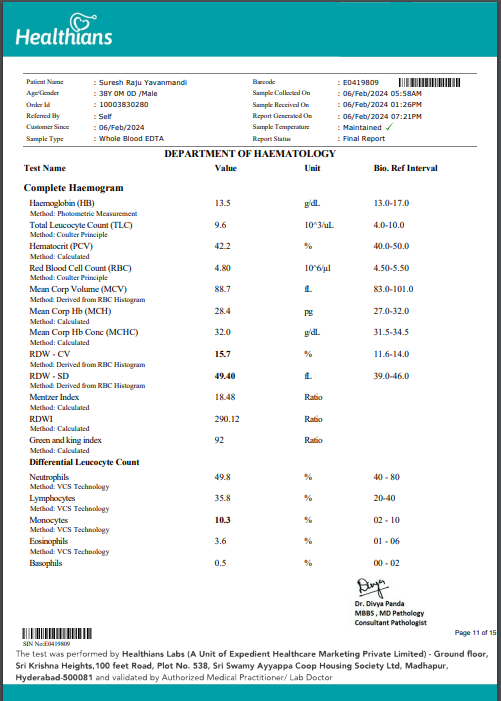 Healthians
Patient Name : Suresh Raju Yavanmandi Barcode : E0419809
Age/Gender : 38Y 0M 0D /Male Sample Collected On : 06/Feb/2024 05:58AM
Order Id : 10003830280 Sample Received On : 06/Feb/2024 01:26PM
Referred By : Self Report Generated On : 06/Feb/2024 07:21PM
Customer Since : 06/Feb/2024 Sample Temperature : Maintained ✓
Sample Type : Whole Blood EDTA Report Status : Final Report
DEPARTMENT OF HAEMATOLOGY
Test Name Value Unit Bio. Ref Interval
Complete Haemogram
Haemoglobin (HB) 13.5 g/dL 13.0-17.0
Method: Photometric Measurement
Total Leucocyte Count (TLC) 9.6 10^3/uL 4.0-10.0
Method: Coulter Principle
Hematocrit (PCV) 42.2 % 40.0-50.0
Method: Calculated
Red Blood Cell Count (RBC) 4.80 10^6/µl 4.50-5.50
Method: Coulter Principle
Mean Corp Volume (MCV) 88.7 fL 83.0-101.0
Method: Derived from RBC Histogram
Mean Corp Hb (MCH) 28.4 pg 27.0-32.0
Method: Calculated
Mean Corp Hb Conc (MCHC) 32.0 g/dL 31.5-34.5
Method: Calculated
RDW - CV 15.7 % 11.6-14.0
Method: Derived from RBC Histogram
RDW - SD 49.40 fL 39.0-46.0
Method: Derived from RBC Histogram
Mentzer Index 18.48 Ratio
Method: Calculated
RDWI 290.12 Ratio
Method: Calculated
Green and king index 92 Ratio
Method: Calculated
Differential Leucocyte Count
Neutrophils 49.8 % 40 - 80
Method: VCS Technology
Lymphocytes 35.8 % 20-40
Method: VCS Technology
Monocytes 10.3 % 02 - 10
Method: VCS Technology
Eosinophils 3.6 % 01 - 06
Method: VCS Technology
Basophils 0.5 % 00 - 02
Divya
Dr. Divya Panda
MBBS , MD Pathology
Consultant Pathologist
SIN No:E0419809
Page 11 of 15
The test was performed by Healthians Labs (A Unit of Expedient Healthcare Marketing Private Limited) - Ground floor,
Sri Krishna Heights,100 feet Road, Plot No. 538, Sri Swamy Ayyappa Coop Housing Society Ltd, Madhapur,
Hyderabad-500081 and validated by Authorized Medical Practitioner/ Lab Doctor